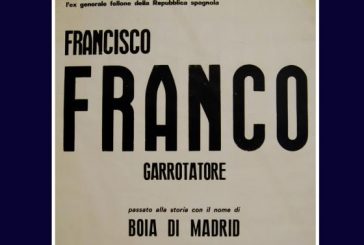 l'ex generale fellone della Repubblica spagnola
FRANCISCO
FRANCO
GARROTATORE
passato alla storia con il nome di
BOIA DI MADRID